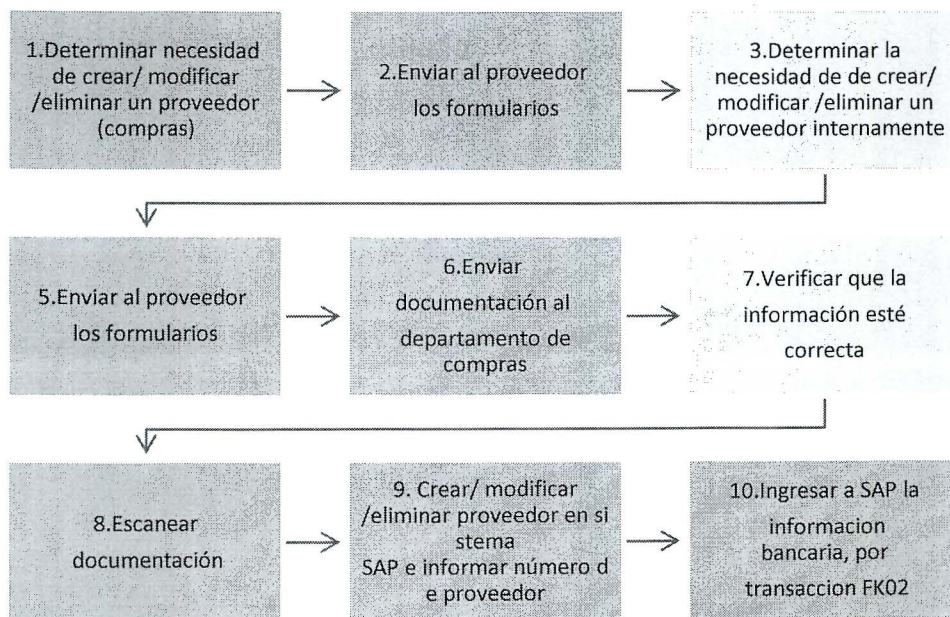 1.Determinar necesidad
de crear/ modificar
/eliminar un proveedor
(compras)
2.Enviar al proveedor
los formularios
3.Determinar la
necesidad de de crear/
modificar /eliminar un
proveedor internamente
5.Enviar al proveedor
los formularios
6.Enviar
documentación al
departamento de
compras
7.Verificar que la
información esté
correcta
8.Escanear
documentación
9. Crear/ modificar
/eliminar proveedor en si
stema
SAP e informar número d
e proveedor
10.Ingresar a SAP la
informacion
bancaria, por
transaccion FK02